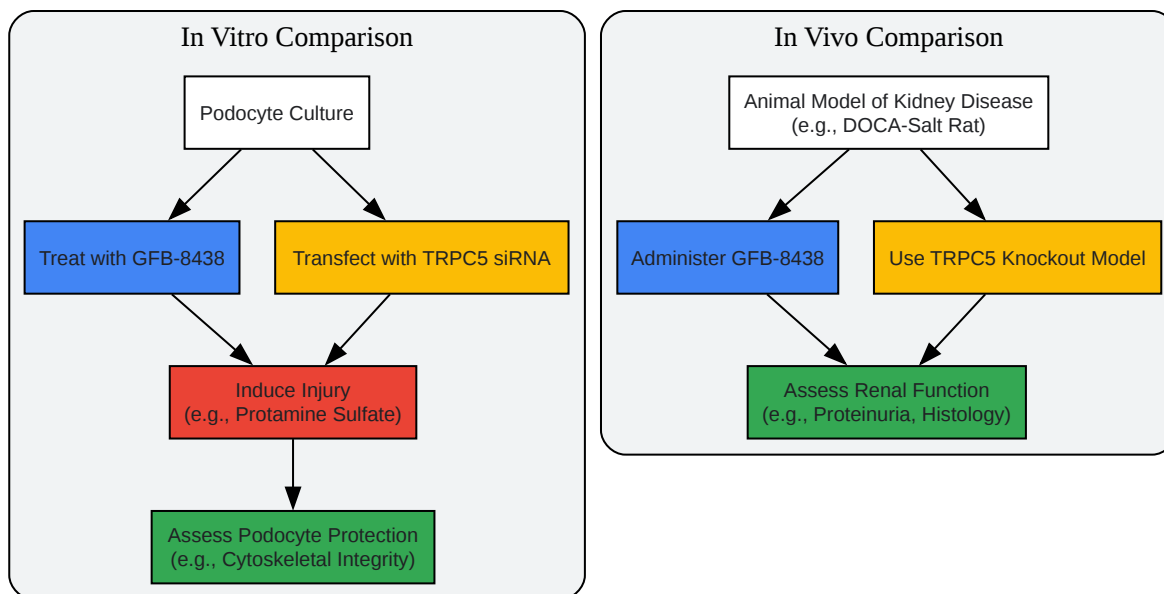 In Vitro Comparison
Podocyte Culture
Treat with GFB-8438
Transfect with TRPC5 siRNA
Induce Injury
(e.g., Protamine Sulfate)
Assess Podocyte Protection
(e.g., Cytoskeletal Integrity)
In Vivo Comparison
Animal Model of Kidney Disease
(e.g., DOCA-Salt Rat)
Administer GFB-8438
Use TRPC5 Knockout Model
Assess Renal Function
(e.g., Proteinuria, Histology)